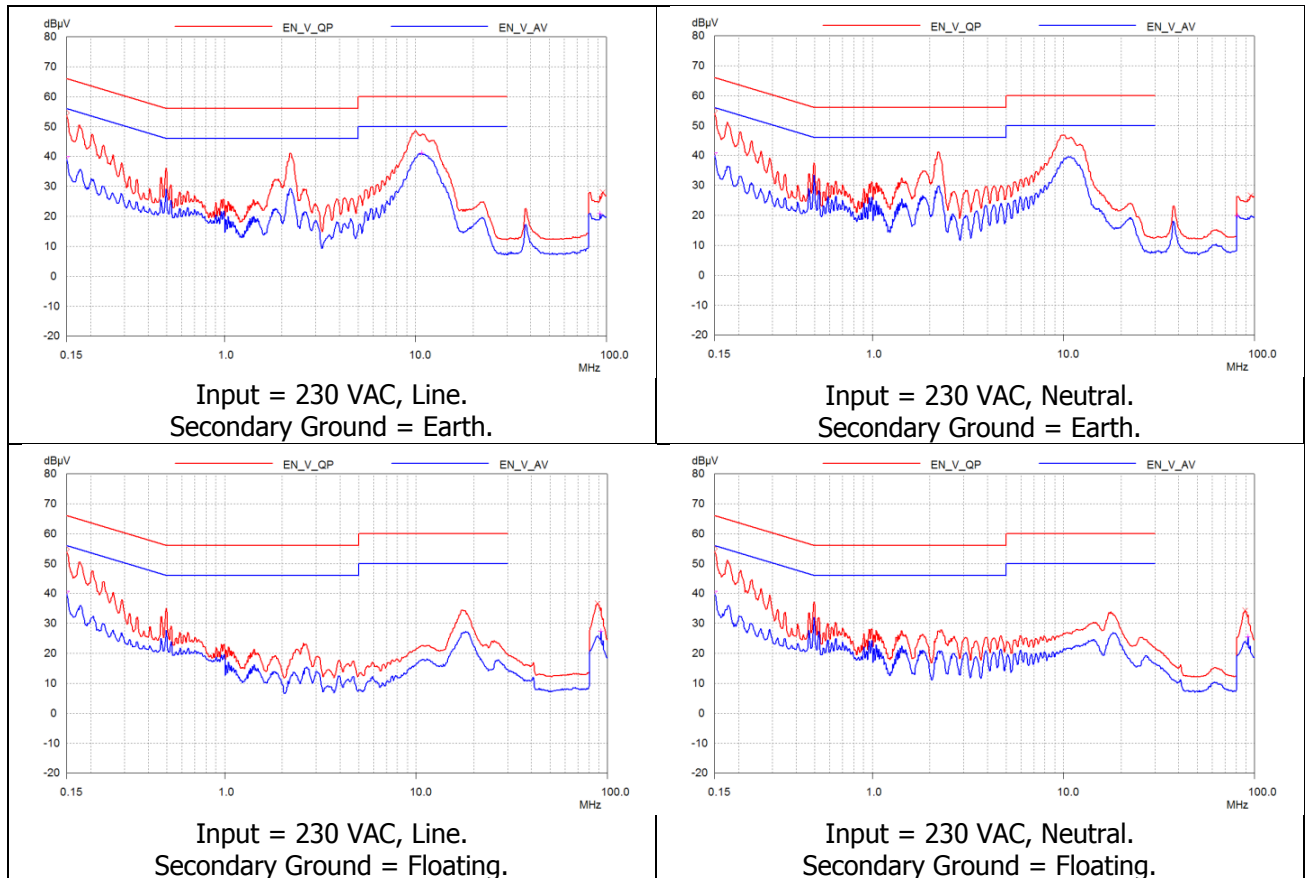 dBµV EN_V_QP EN_V_AV
80
70
60
50
40
30
20
10
0
-10
-20
0.15 1.0 10.0 100.0
MHz
Input = 230 VAC, Line.
Secondary Ground = Earth.
dBµV EN_V_QP EN_V_AV
80
70
60
50
40
30
20
10
0
-10
-20
0.15 1.0 10.0 100.0
MHz
Input = 230 VAC, Neutral.
Secondary Ground = Earth.
dBµV EN_V_QP EN_V_AV
80
70
60
50
40
30
20
10
0
-10
-20
0.15 1.0 10.0 100.0
MHz
Input = 230 VAC, Line.
Secondary Ground = Floating.
dBµV EN_V_QP EN_V_AV
80
70
60
50
40
30
20
10
0
-10
-20
0.15 1.0 10.0 100.0
MHz
Input = 230 VAC, Neutral.
Secondary Ground = Floating.